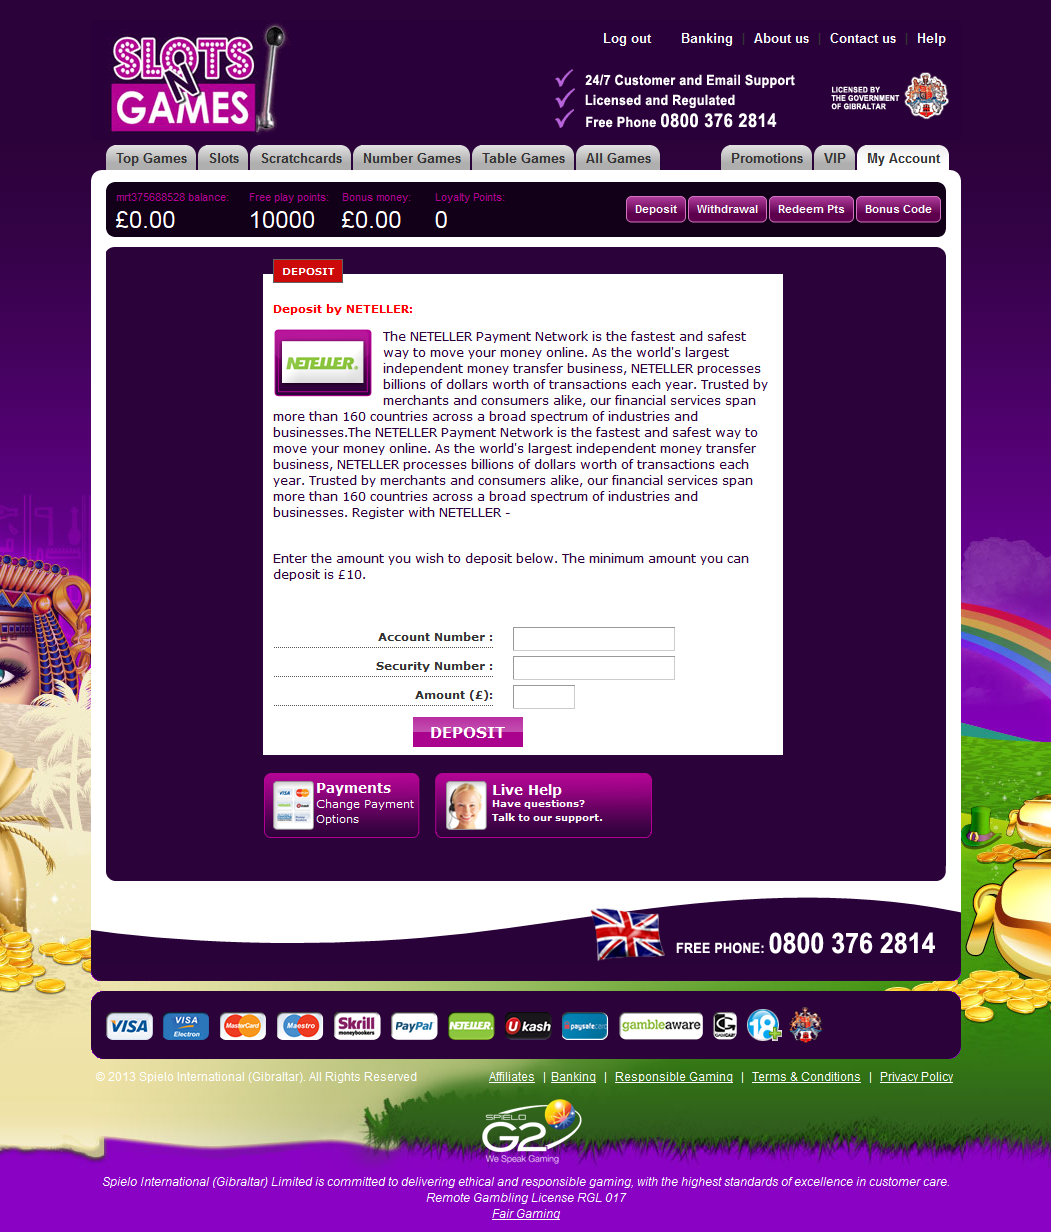 SLOTS
N
GAMES
Log out
Banking | About us | Contact us | Help
24/7 Customer and Email Support
Licensed and Regulated
Free Phone 0800 376 2814
LICENSED BY
THE GOVERNMENT
OF GIBRALTAR
Top Games Slots Scratchcards Number Games Table Games All Games Promotions VIP My Account
mrt375688528 balance: Free play points: Bonus money: Loyalty Points:
£0.00 10000 £0.00 0
Deposit Withdrawal Redeem Pts Bonus Code
DEPOSIT
Deposit by NETELLER:
NETELLER.
The NETELLER Payment Network is the fastest and safest
way to move your money online. As the world's largest
independent money transfer business, NETELLER processes
billions of dollars worth of transactions each year. Trusted by
merchants and consumers alike, our financial services span
more than 160 countries across a broad spectrum of industries and
businesses.The NETELLER Payment Network is the fastest and safest way to
move your money online. As the world's largest independent money transfer
business, NETELLER processes billions of dollars worth of transactions each
year. Trusted by merchants and consumers alike, our financial services span
more than 160 countries across a broad spectrum of industries and
businesses. Register with NETELLER -
Enter the amount you wish to deposit below. The minimum amount you can
deposit is £10.
Account Number :
Security Number :
Amount (£):
DEPOSIT
Payments
Change Payment
Options
Live Help
Have questions?
Talk to our support.
FREE PHONE: 0800 376 2814
VISA VISA Electron MasterCard Maestro Skrill moneybookers PayPal NETELLER. Ukash paysafecard gambleaware GAMCARE 18+
© 2013 Spielo International (Gibraltar). All Rights Reserved
Affiliates | Banking | Responsible Gaming | Terms & Conditions | Privacy Policy
SPIELO
G2
We Speak Gaming
Spielo International (Gibraltar) Limited is committed to delivering ethical and responsible gaming, with the highest standards of excellence in customer care.
Remote Gambling License RGL 017
Fair Gaming